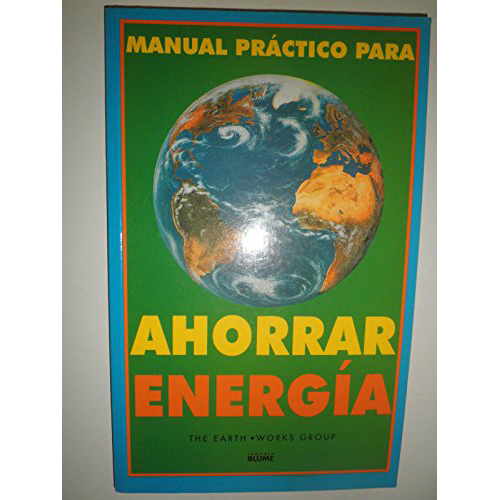 MANUAL PRÁCTICO PARA
AHORRAR
ENERGÍA
THE EARTH • WORKS GROUP
BLUME